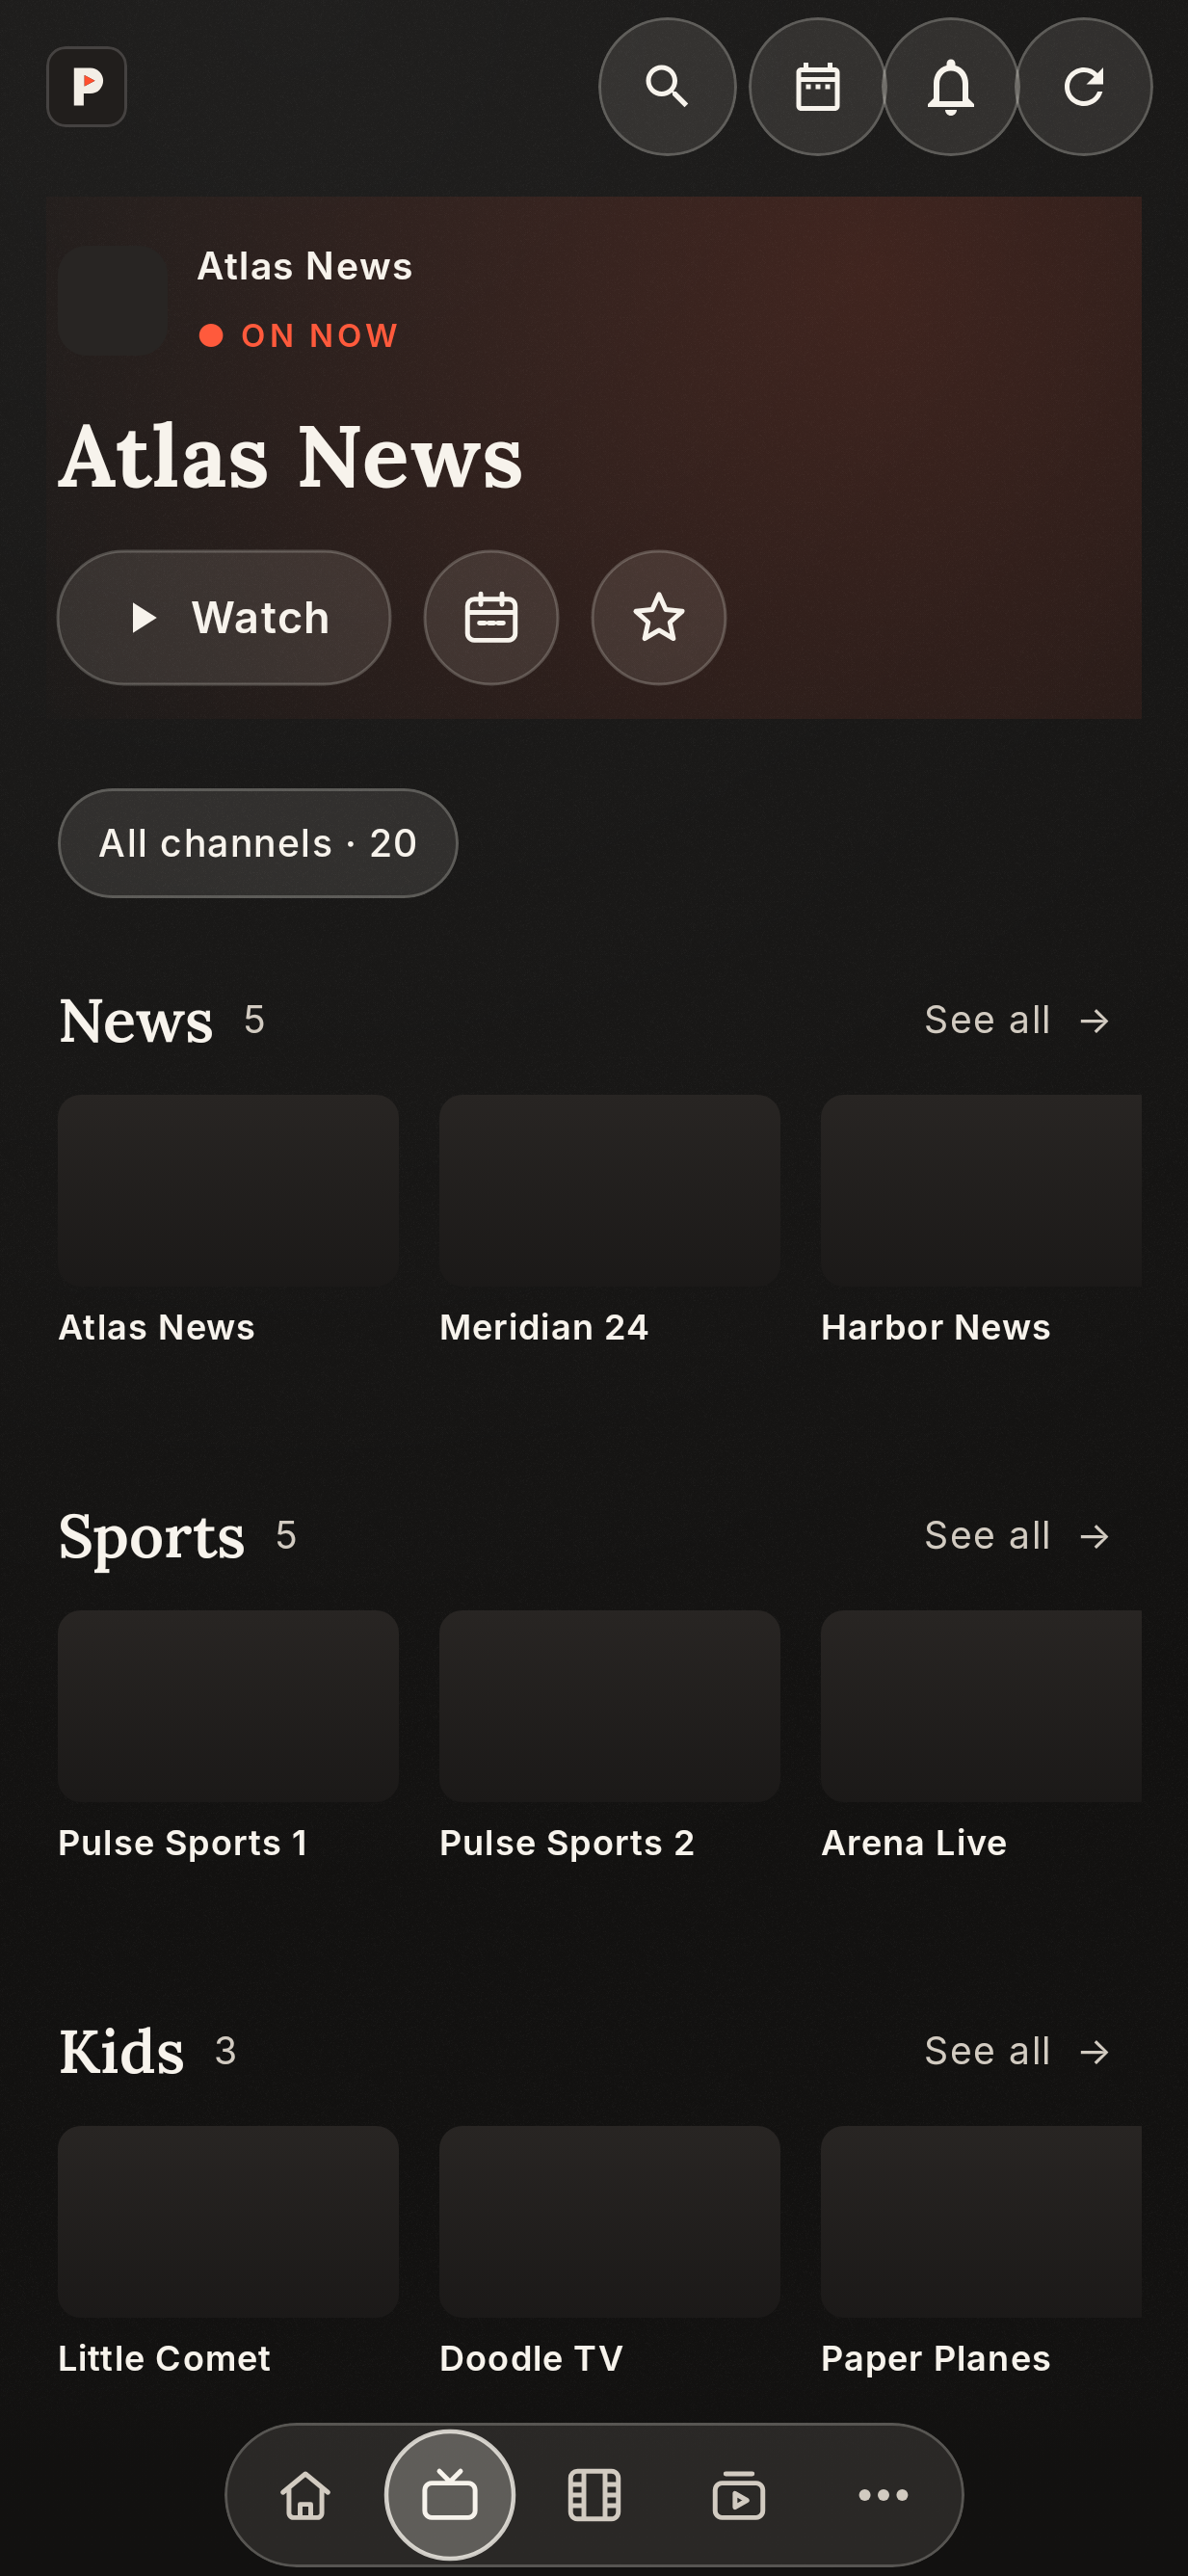 P
Atlas News
ON NOW
Atlas News
Watch
All channels · 20
News 5 See all →
Atlas News Meridian 24 Harbor News
Sports 5 See all →
Pulse Sports 1 Pulse Sports 2 Arena Live
Kids 3 See all →
Little Comet Doodle TV Paper Planes